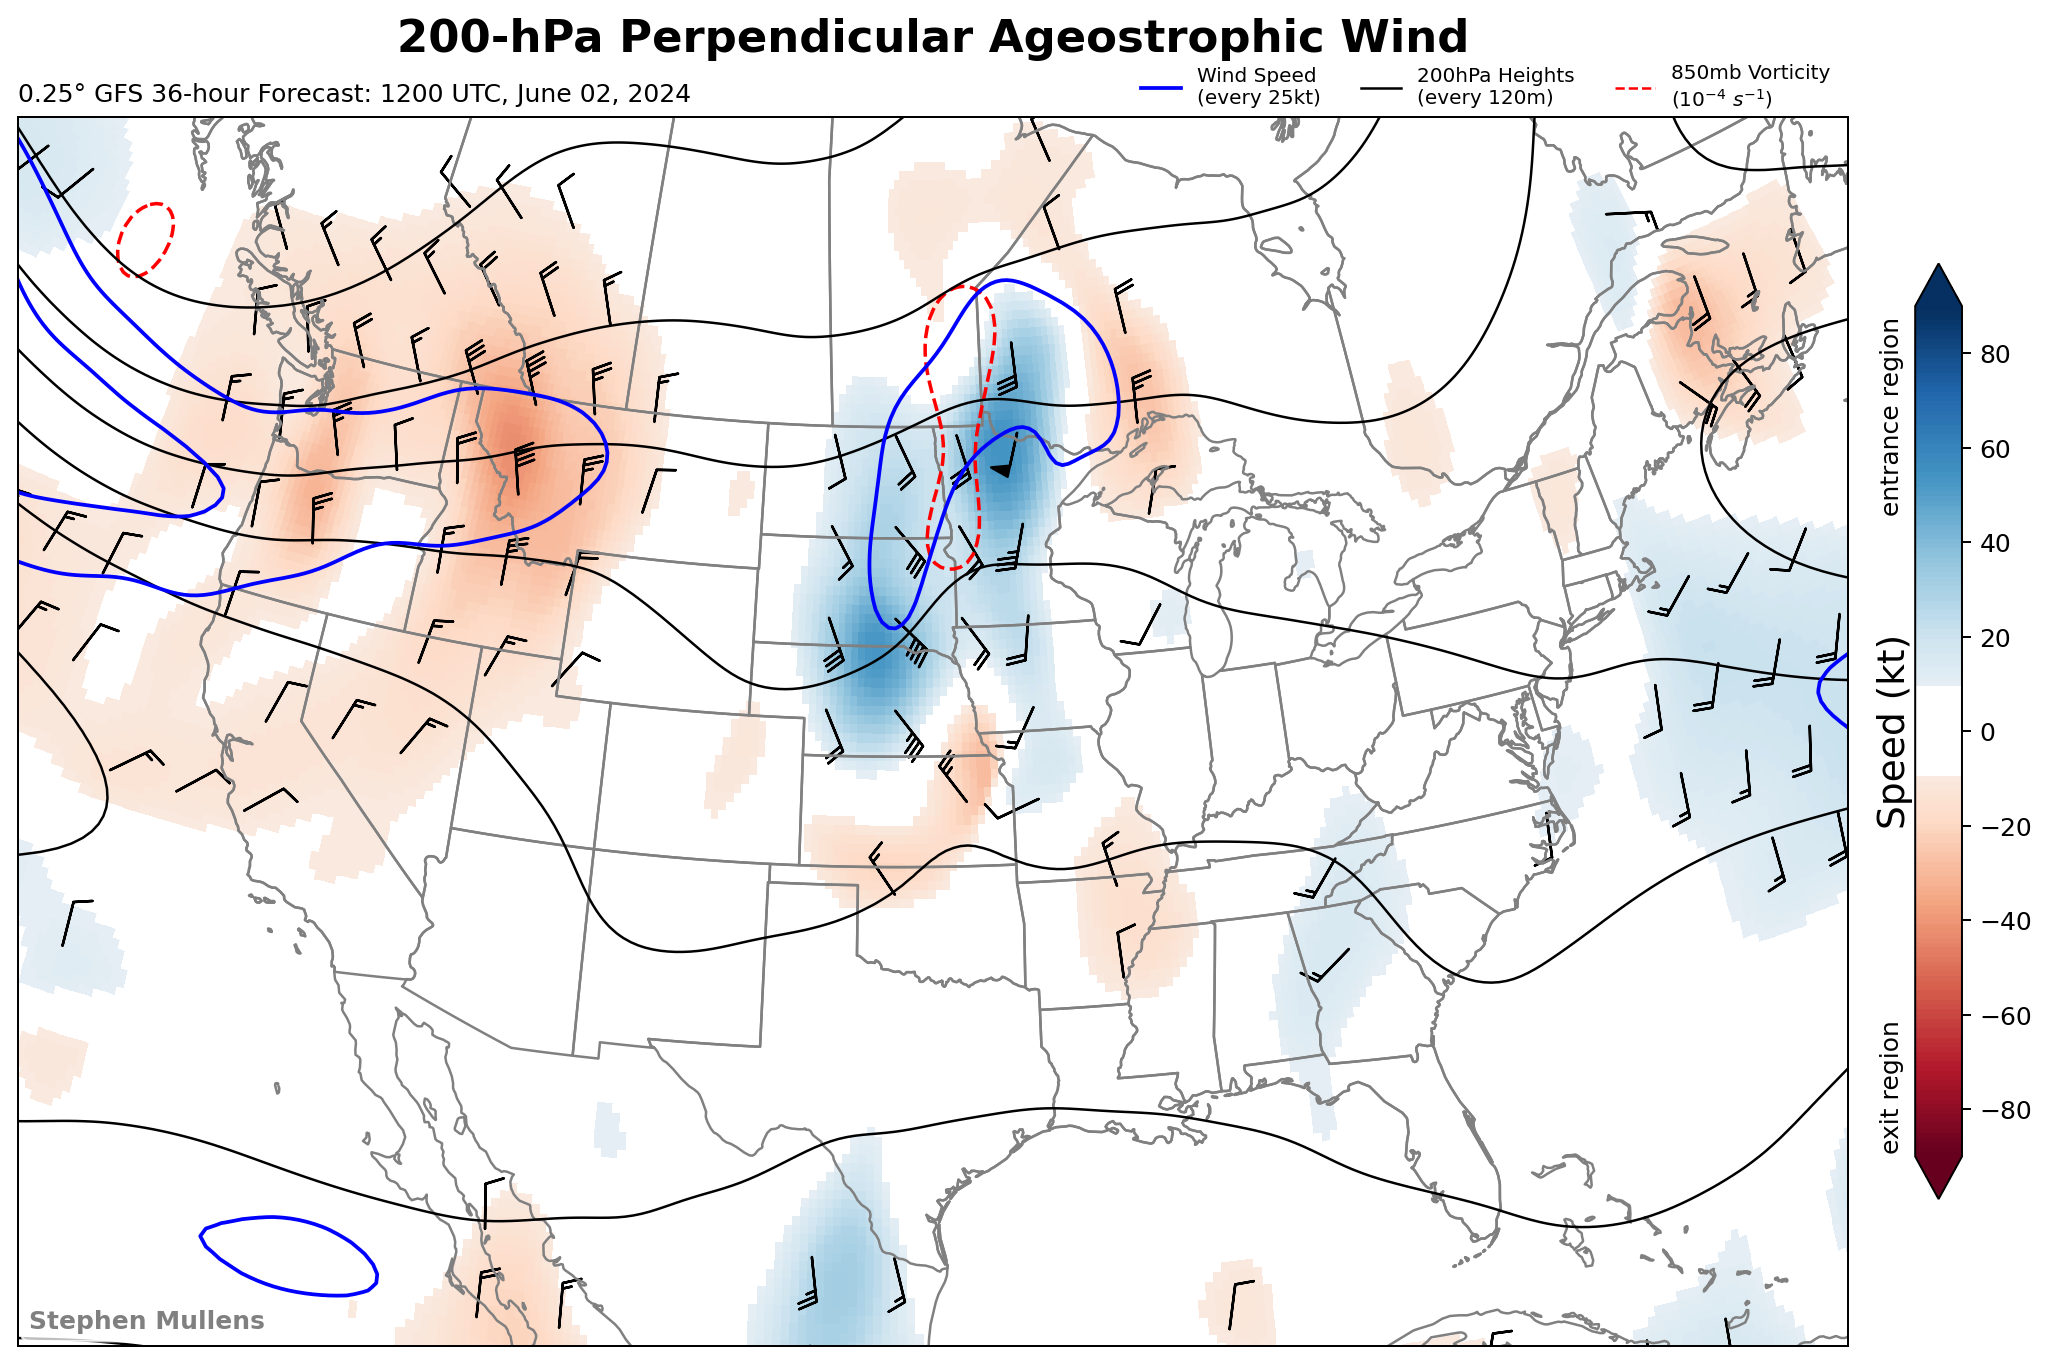 200-hPa Perpendicular Ageostrophic Wind
0.25° GFS 36-hour Forecast: 1200 UTC, June 02, 2024
Wind Speed
(every 25kt)
200hPa Heights
(every 120m)
850mb Vorticity
(10⁻⁴ s⁻¹)
entrance region
Speed (kt)
exit region
80
60
40
20
0
−20
−40
−60
−80
Stephen Mullens